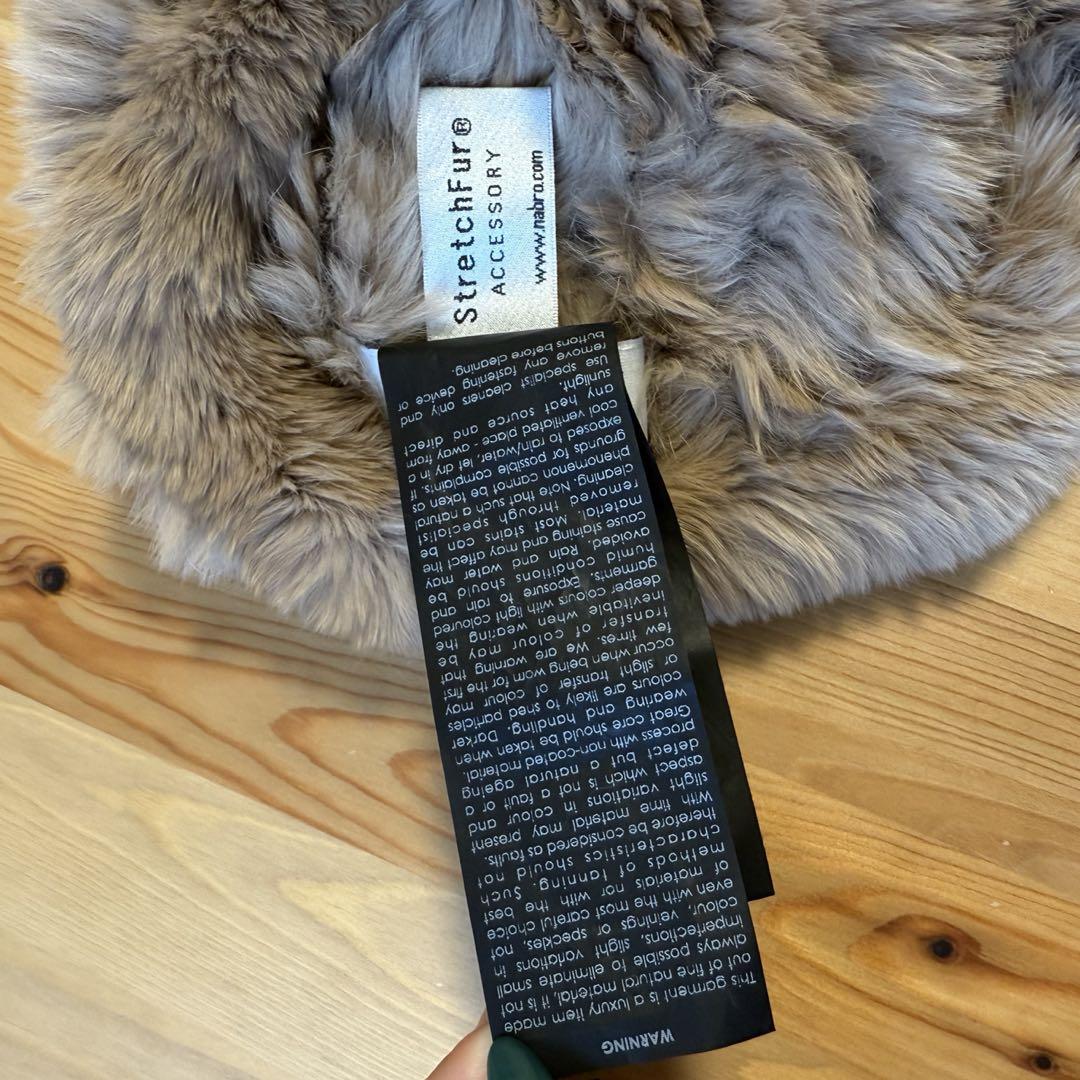 StretchFur®
ACCESSORY
www.nabro.com
WARNING
This garment is a luxury item made
out of fine natural material, it is not
always possible to eliminate small
imperfections, slight variations in
colour, veinings or speckles, not
even with the most careful choice
of materials nor with the best
methods of tanning. Such
characteristics should not
therefore be considered as faults.
with time material may present
slight variations in colour and
aspect which is not a fault or a
defect but a natural ageing
process with non-coated material.
Great care should be taken when
wearing and handling. Darker
colours are likely to shed particles
or slight transfer of colour may
occur when being worn for the first
few times. We are warning that
transfer of colour may be
inevitable when wearing the
deeper colours with light coloured
garments. Exposure to rain and
humid conditions should be
avoided. Rain and water may
cause staining and may affect the
material. Most stains can be
removed through specialist
cleaning. Note that such a natural
phenomenon cannot be taken as
grounds for possible complaints. If
exposed to rain/water, let dry in a
cool ventilated place, away from
any heat source and direct
sunlight.
Use specialist cleaners only and
remove any fastening device or
buttons before cleaning.